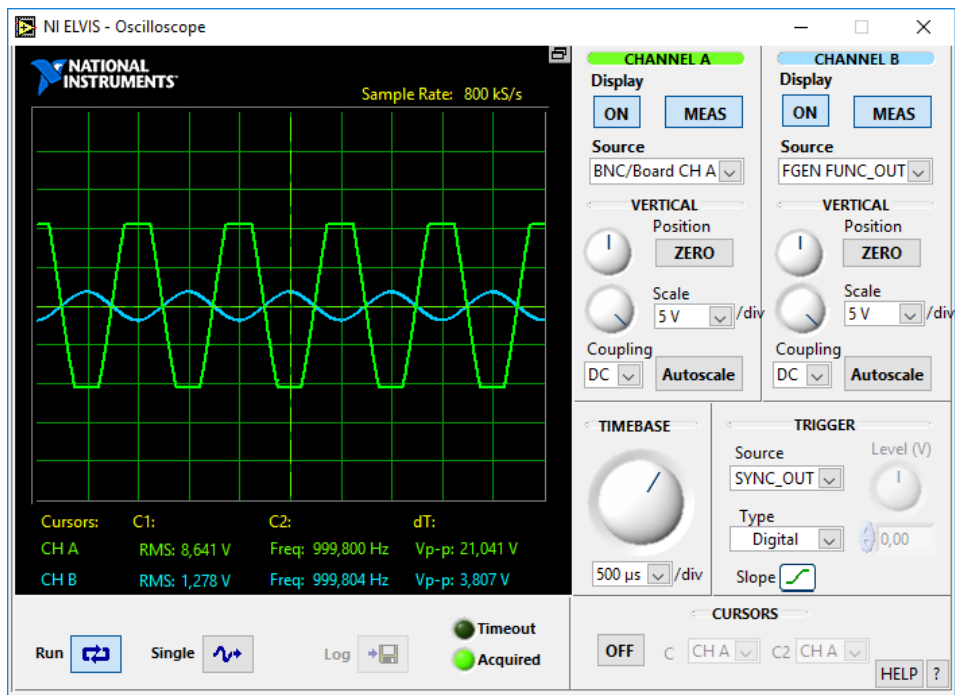 NI ELVIS - Oscilloscope
NATIONAL
INSTRUMENTS™
Sample Rate: 800 kS/s
Cursors: C1: C2: dT:
CH A RMS: 8,641 V Freq: 999,800 Hz Vp-p: 21,041 V
CH B RMS: 1,278 V Freq: 999,804 Hz Vp-p: 3,807 V
CHANNEL A
Display
ON MEAS
Source
BNC/Board CH A
VERTICAL
Position
ZERO
Scale
5 V /div
Coupling
DC Autoscale
CHANNEL B
Display
ON MEAS
Source
FGEN FUNC_OUT
VERTICAL
Position
ZERO
Scale
5 V /div
Coupling
DC Autoscale
TIMEBASE
500 µs /div
TRIGGER
Source Level (V)
SYNC_OUT
Type
Digital 0,00
Slope
Run Single Log
Timeout
Acquired
CURSORS
OFF C CH A C2 CH A
HELP ?